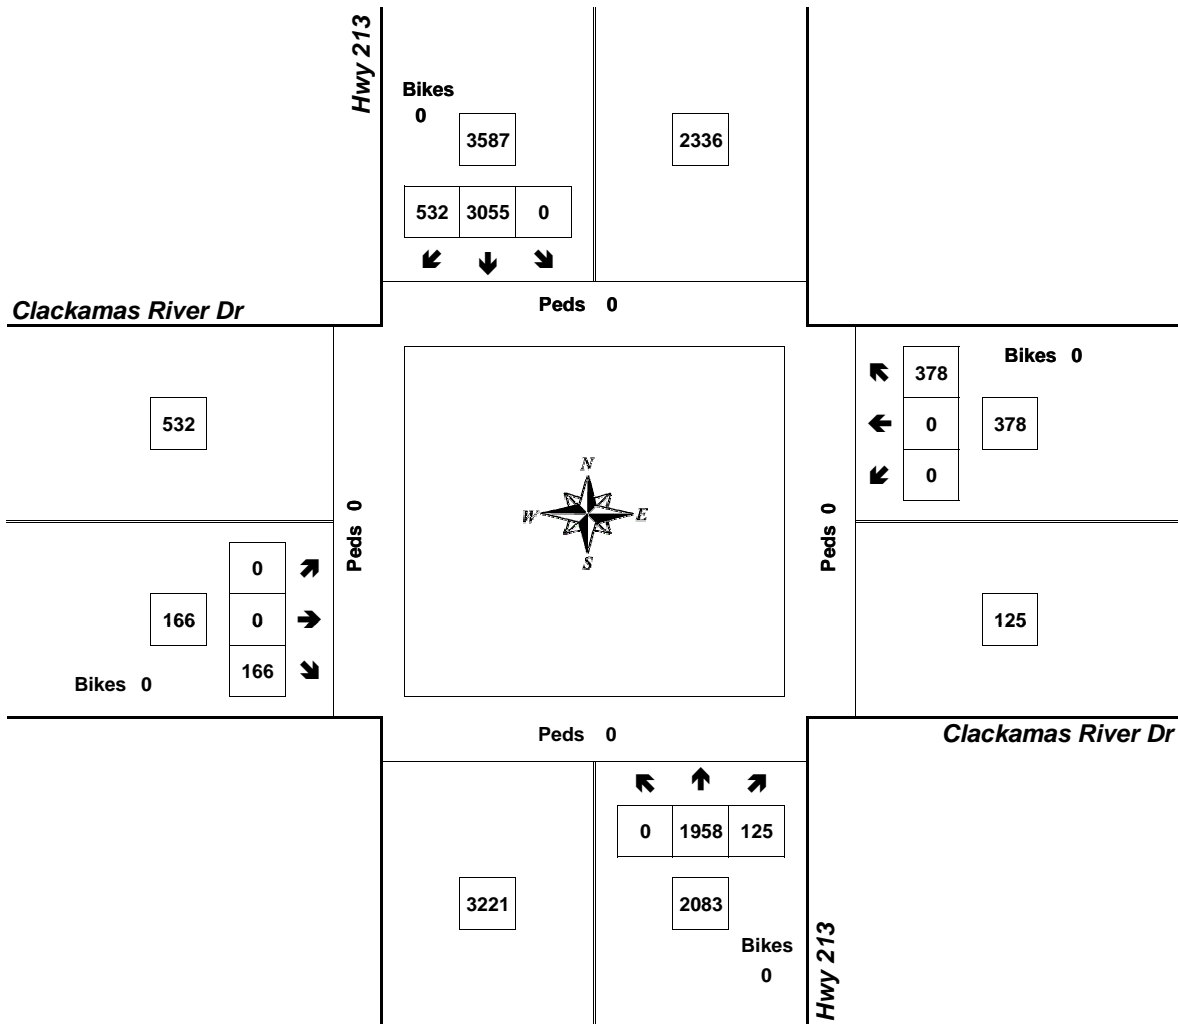 Hwy 213
Bikes
0
3587
2336
532 3055 0
Clackamas River Dr
Peds 0
Bikes 0
378
0
0
378
532
N
W E
S
Peds 0
Peds 0
0
0
166
166
Bikes 0
125
Peds 0
Clackamas River Dr
0 1958 125
3221
2083
Bikes
0
Hwy 213